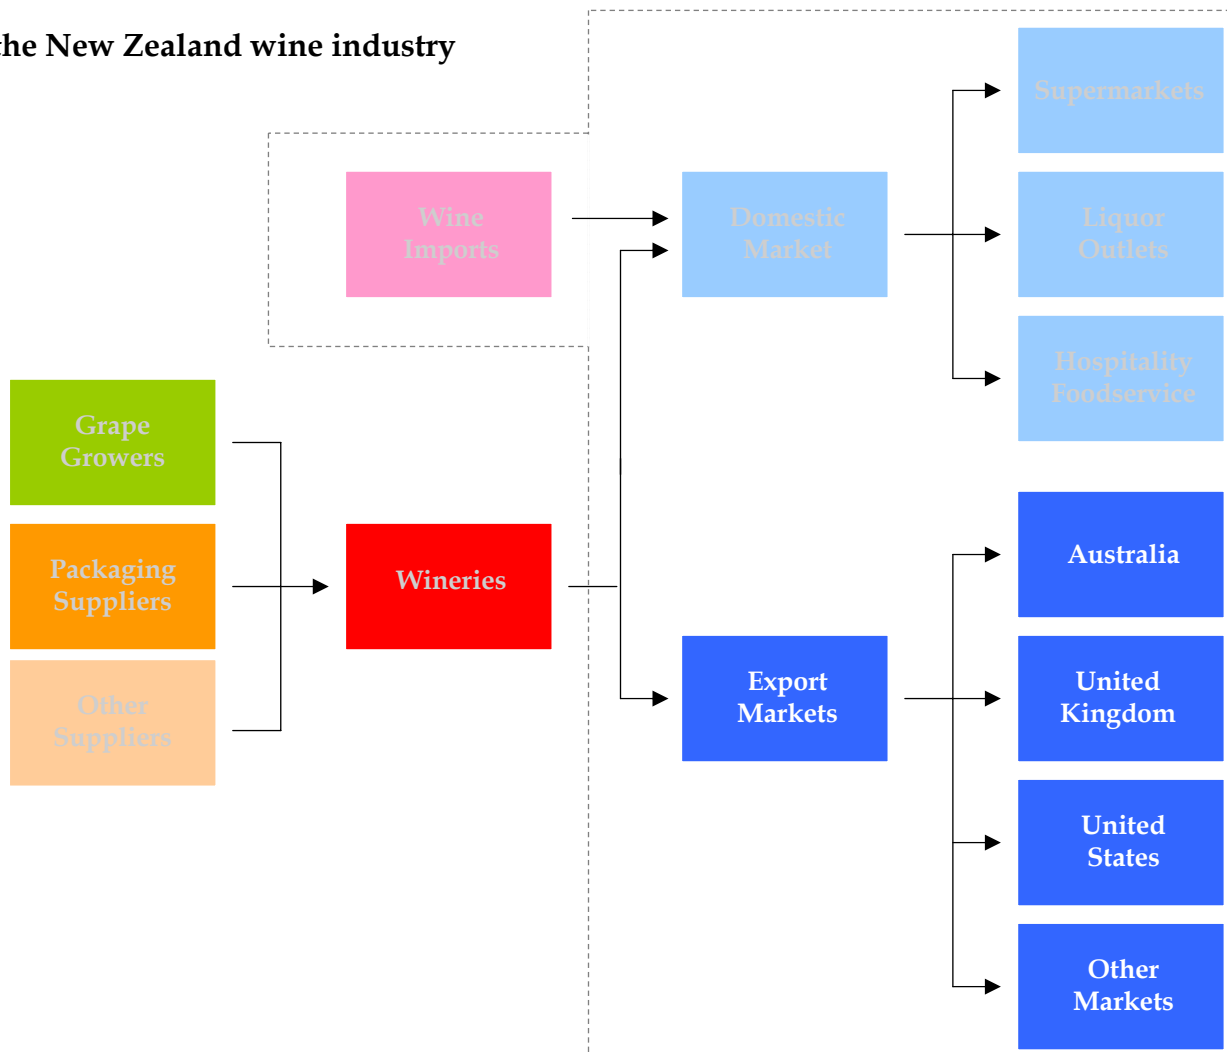 the New Zealand wine industry
Supermarkets
Wine
Imports
Domestic
Market
Liquor
Outlets
Hospitality
Foodservice
Grape
Growers
Packaging
Suppliers
Other
Suppliers
Wineries
Australia
Export
Markets
United
Kingdom
United
States
Other
Markets